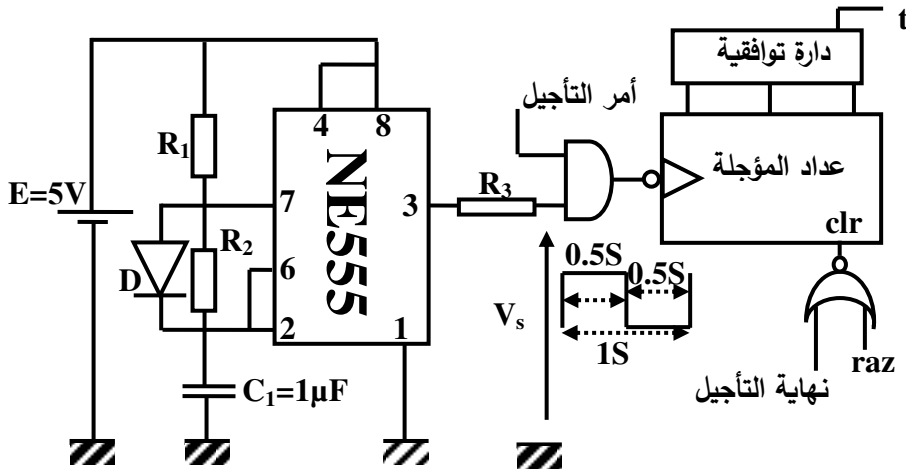 t
دارة توافقية
أمر التأجيل
4
8
R₁
NE555
عداد المؤجلة
E=5V
7
3
R₃
R₂
clr
6
0.5S
0.5S
D
2
1
Vₛ
1S
C₁=1µF
raz
نهاية التأجيل